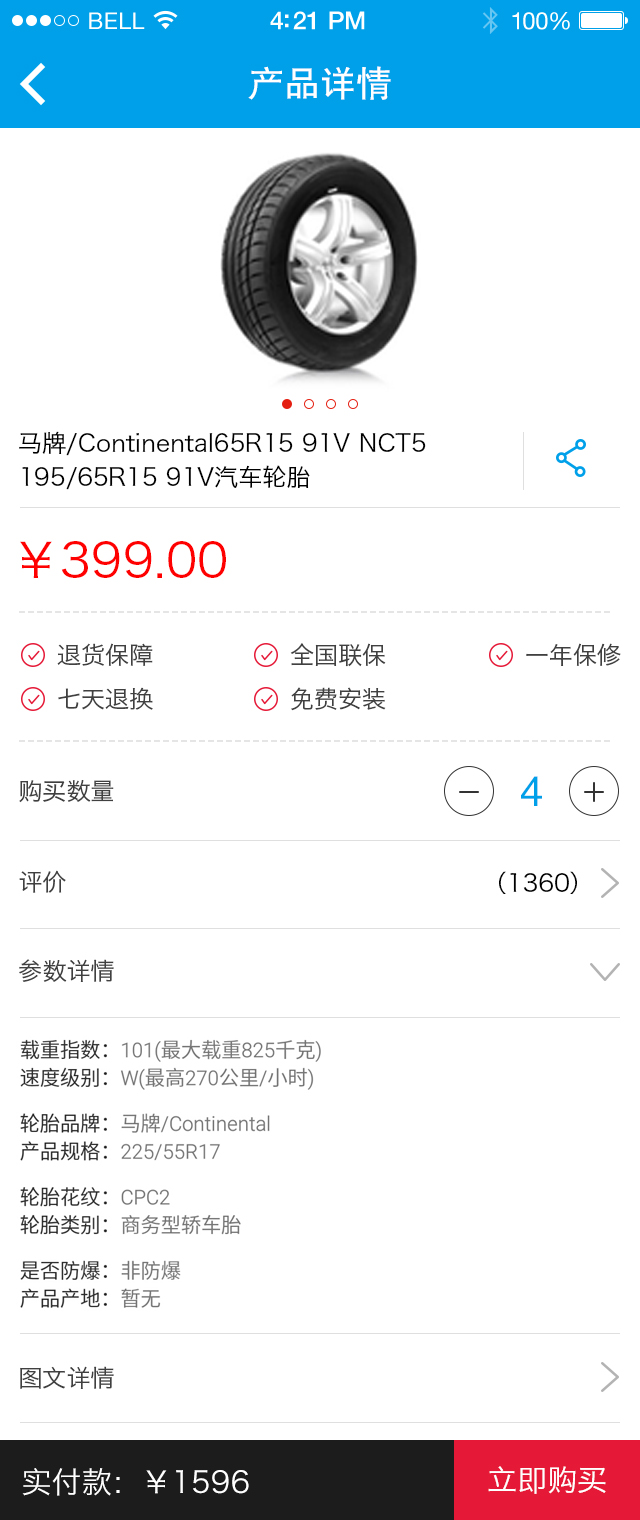 BELL 4:21 PM 100%
产品详情
马牌/Continental65R15 91V NCT5
195/65R15 91V汽车轮胎
￥399.00
退货保障 全国联保 一年保修
七天退换 免费安装
购买数量 4
评价 (1360)
参数详情
载重指数：101(最大载重825千克)
速度级别：W(最高270公里/小时)
轮胎品牌：马牌/Continental
产品规格：225/55R17
轮胎花纹：CPC2
轮胎类别：商务型轿车胎
是否防爆：非防爆
产品产地：暂无
图文详情
实付款：￥1596 立即购买